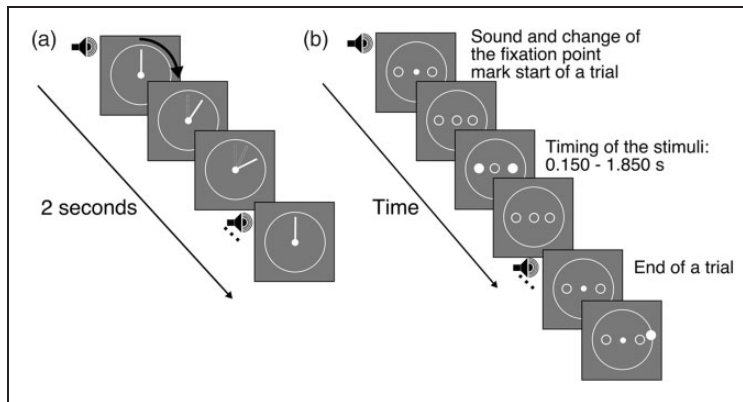 (a)
2 seconds
(b)
Sound and change of
the fixation point
mark start of a trial
Timing of the stimuli:
0.150 - 1.850 s
Time
End of a trial